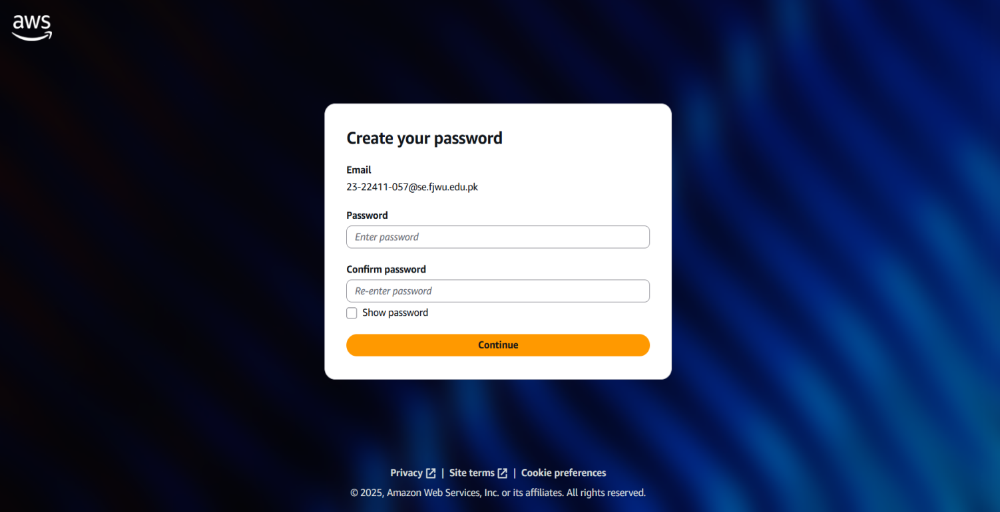 aws
Create your password
Email
23-22411-057@se.fjwu.edu.pk
Password
Enter password
Confirm password
Re-enter password
Show password
Continue
Privacy | Site terms | Cookie preferences
© 2025, Amazon Web Services, Inc. or its affiliates. All rights reserved.